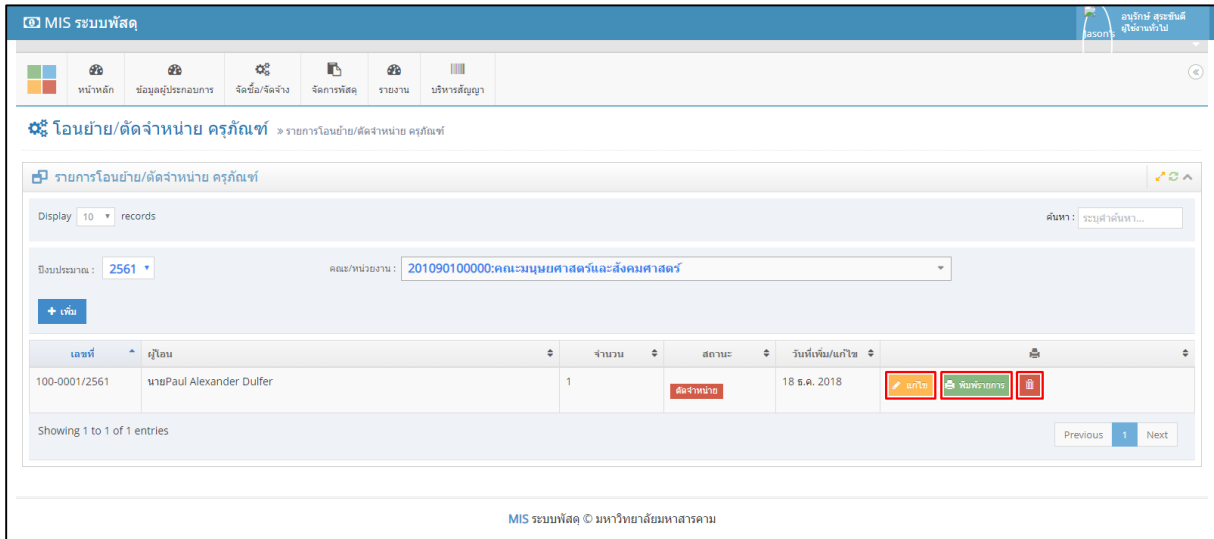 MIS ระบบพัสดุ
Jason's
อนุรักษ์ สุระขันตี
ผู้ใช้งานทั่วไป
หน้าหลัก ข้อมูลผู้ประกอบการ จัดซื้อ/จัดจ้าง จัดการพัสดุ รายงาน บริหารสัญญา
โอนย้าย/ตัดจำหน่าย ครุภัณฑ์ » รายการโอนย้าย/ตัดจำหน่าย ครุภัณฑ์
รายการโอนย้าย/ตัดจำหน่าย ครุภัณฑ์
Display 10 records ค้นหา : ระบุคำค้นหา...
ปีงบประมาณ : 2561 คณะ/หน่วยงาน : 201090100000:คณะมนุษยศาสตร์และสังคมศาสตร์
+ เพิ่ม
เลขที่ ผู้โอน จำนวน สถานะ วันที่เพิ่ม/แก้ไข
100-0001/2561 นายPaul Alexander Dulfer 1 ตัดจำหน่าย 18 ธ.ค. 2018 แก้ไข พิมพ์รายการ
Showing 1 to 1 of 1 entries Previous 1 Next
MIS ระบบพัสดุ © มหาวิทยาลัยมหาสารคาม